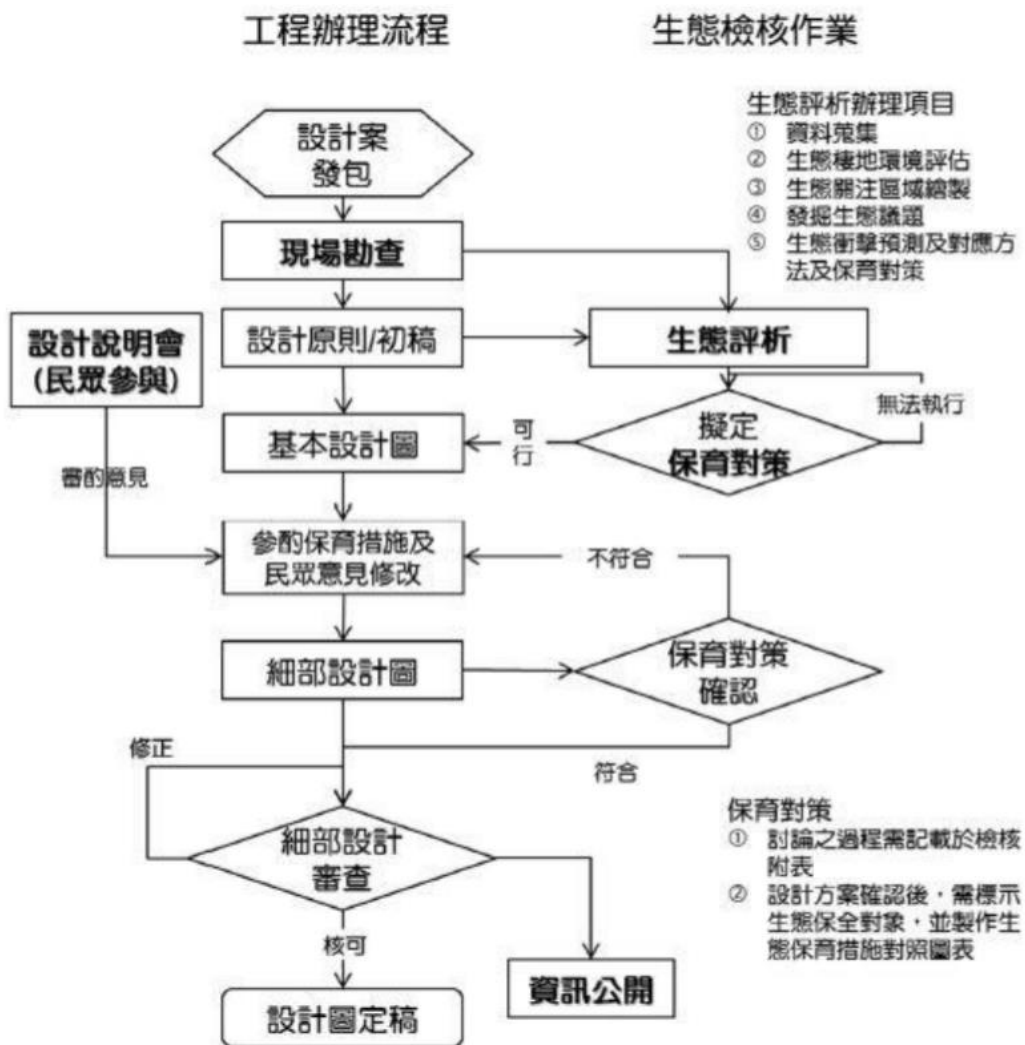 工程辦理流程
生態檢核作業
生態評析辦理項目
① 資料蒐集
② 生態棲地環境評估
③ 生態關注區域繪製
④ 發掘生態議題
⑤ 生態衝擊預測及對應方
法及保育對策
設計案
發包
現場勘查
設計說明會
(民眾參與)
設計原則/初稿
生態評析
無法執行
擬定
保育對策
可
行
基本設計圖
審酌意見
參酌保育措施及
民眾意見修改
不符合
細部設計圖
保育對策
確認
修正
符合
細部設計
審查
保育對策
① 討論之過程需記載於檢核
附表
② 設計方案確認後，需標示
生態保全對象，並製作生
態保育措施對照圖表
核可
資訊公開
設計圖定稿